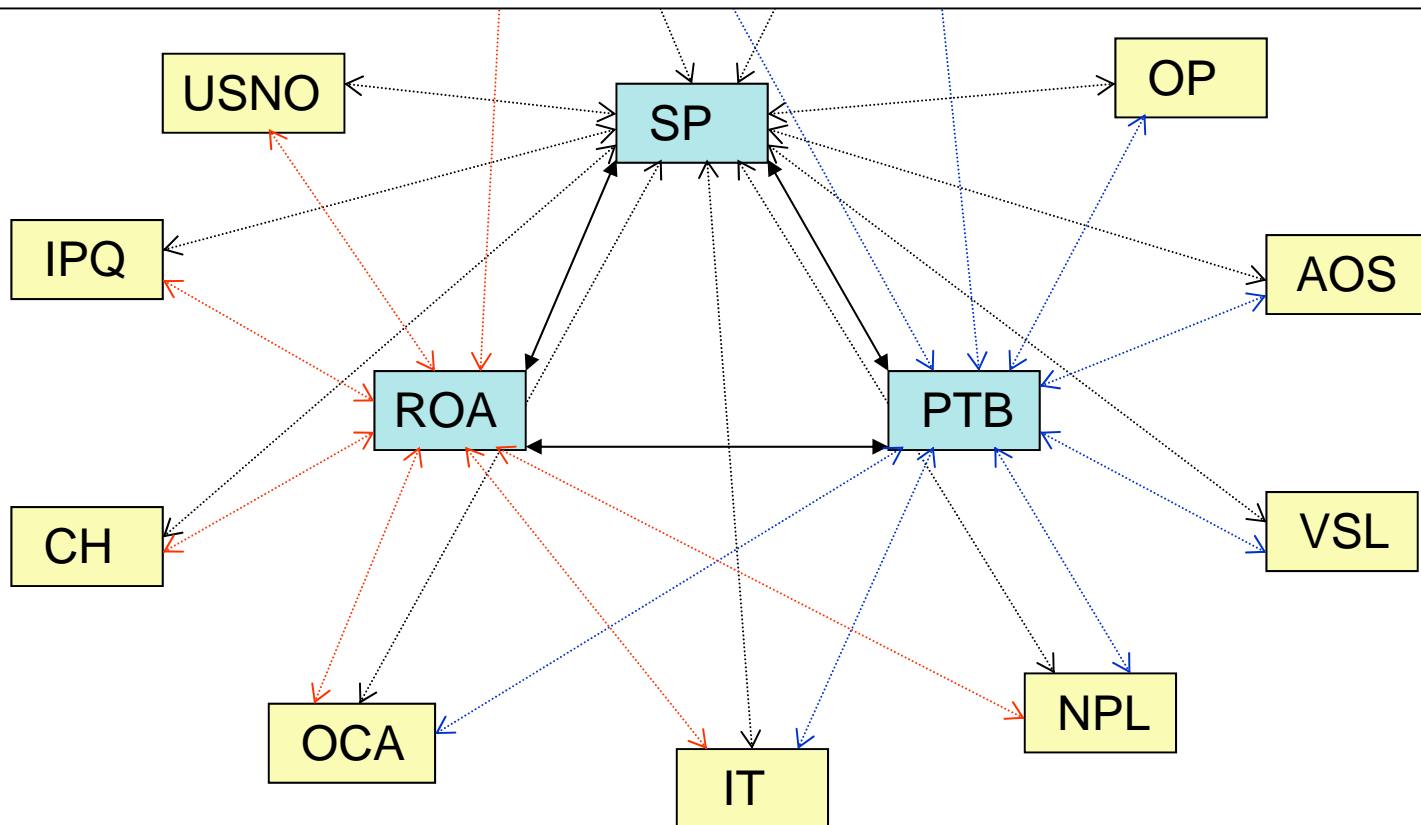 USNO
SP
OP
IPQ
AOS
ROA
PTB
CH
VSL
OCA
IT
NPL